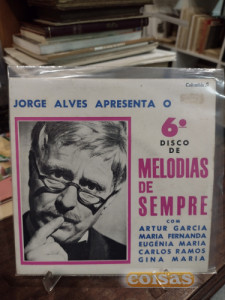 JORGE ALVES APRESENTA O
6º
DISCO
DE
MELODIAS
DE
SEMPRE
COM
ARTUR GARCIA
MARIA FERNANDA
EUGÉNIA MARIA
CARLOS RAMOS
GINA MARIA
coisas